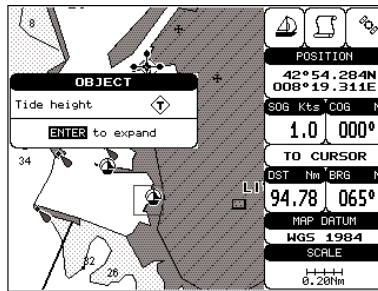 8
OBJECT
Tide height
T
ENTER to expand
34
32
26
LI
POSITION
42°54.284N
008°19.311E
SOG Kts COG
1.0 000°
TO CURSOR
DST Nm BRG
94.78 065°
MAP DATUM
WGS 1984
SCALE
0.20Nm